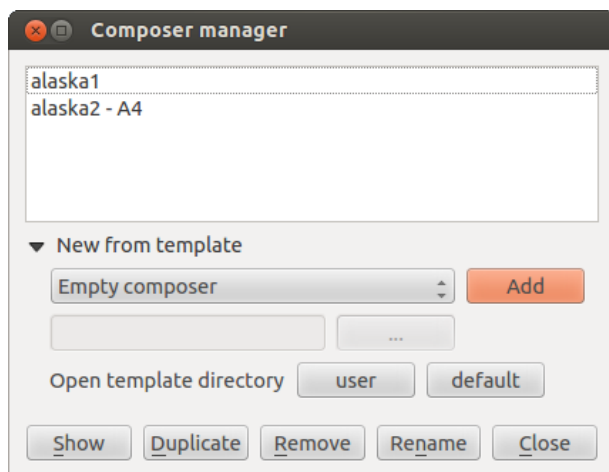 Composer manager
alaska1
alaska2 - A4
New from template
Empty composer
Add
...
Open template directory
user
default
Show
Duplicate
Remove
Rename
Close